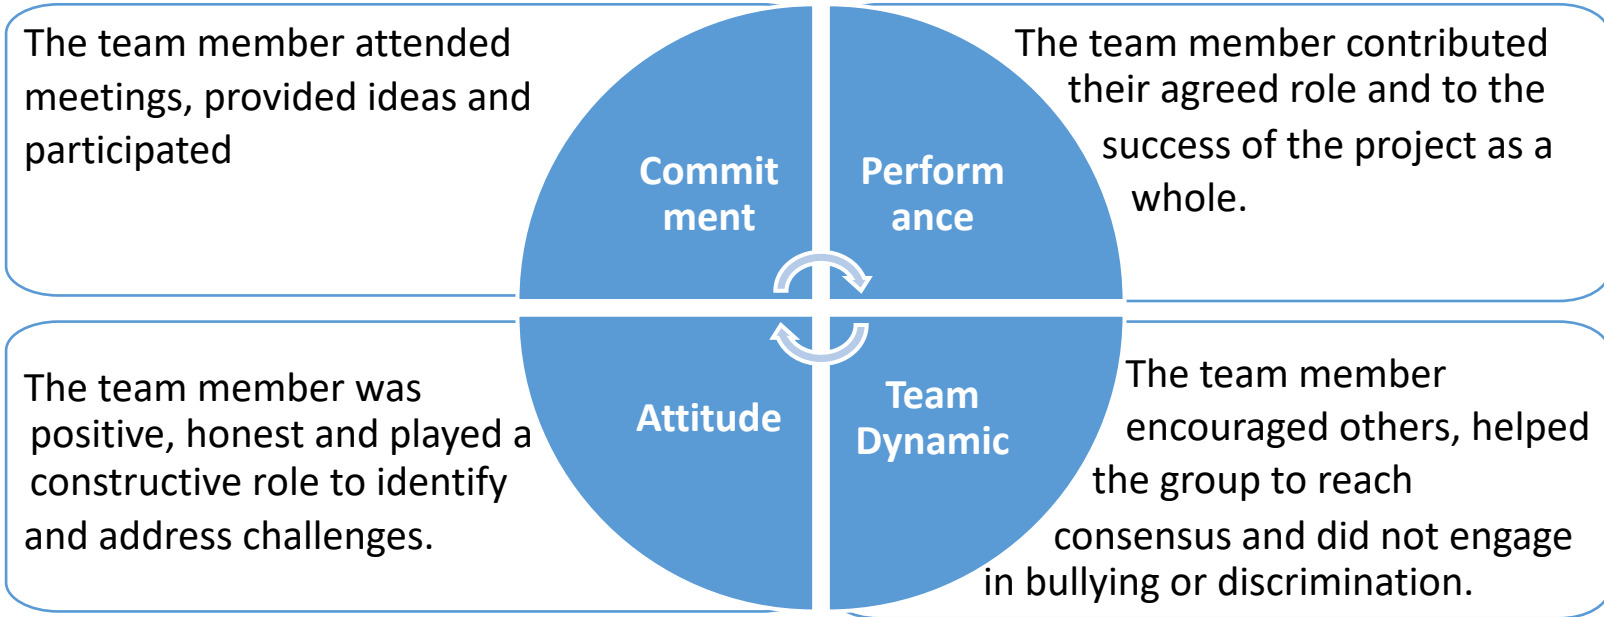 The team member attended
meetings, provided ideas and
participated
Commit
ment
The team member contributed
their agreed role and to the
success of the project as a
whole.
Perform
ance
The team member was
positive, honest and played a
constructive role to identify
and address challenges.
Attitude
Team
Dynamic
The team member
encouraged others, helped
the group to reach
consensus and did not engage
in bullying or discrimination.